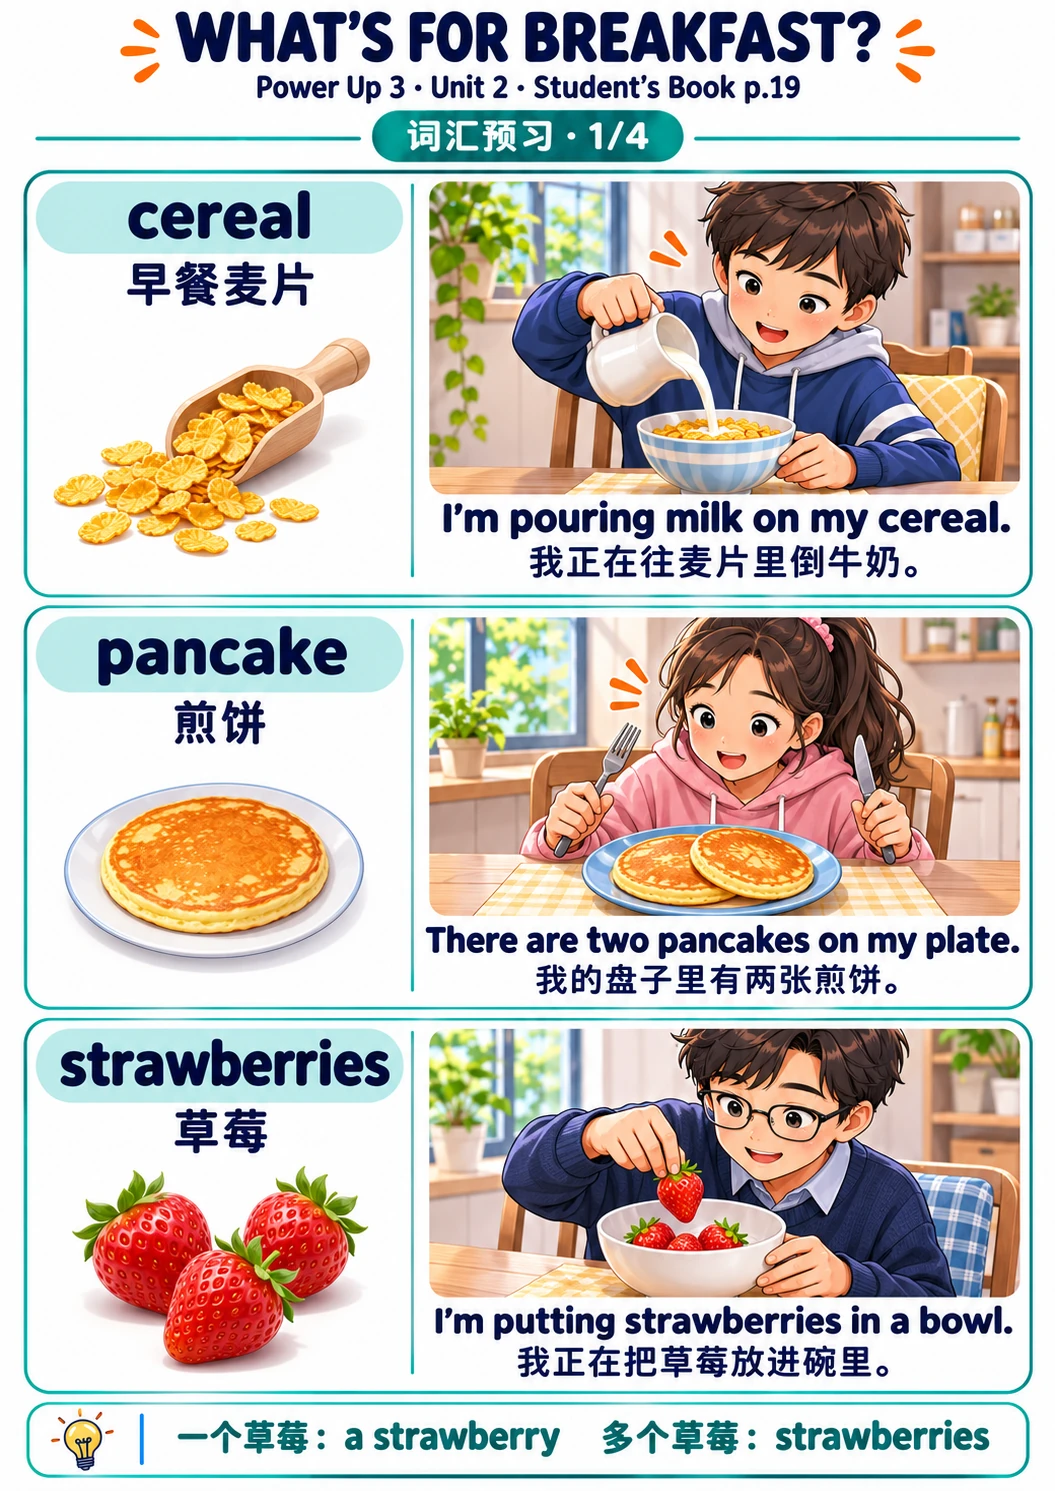 WHAT'S FOR BREAKFAST?
Power Up 3 · Unit 2 · Student's Book p.19
词汇预习 · 1/4
cereal
早餐麦片
I'm pouring milk on my cereal.
我正在往麦片里倒牛奶。
pancake
煎饼
There are two pancakes on my plate.
我的盘子里有两张煎饼。
strawberries
草莓
I'm putting strawberries in a bowl.
我正在把草莓放进碗里。
一个草莓：a strawberry 多个草莓：strawberries